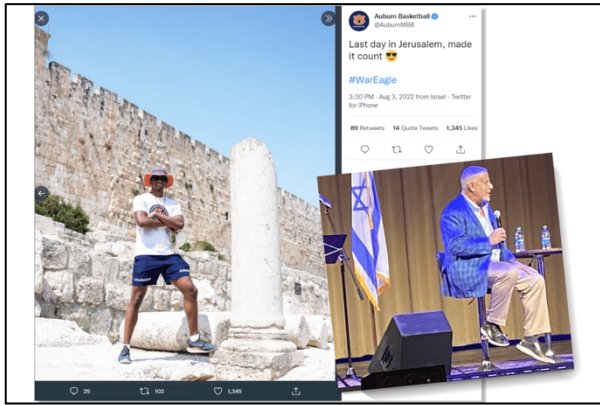 Auburn Basketball
@AuburnMBB
Last day in Jerusalem, made
it count 😎
#WarEagle
3:30 PM · Aug 3, 2022 from Israel · Twitter
for iPhone
89 Retweets 14 Quote Tweets 1,345 Likes
25 103 1,345